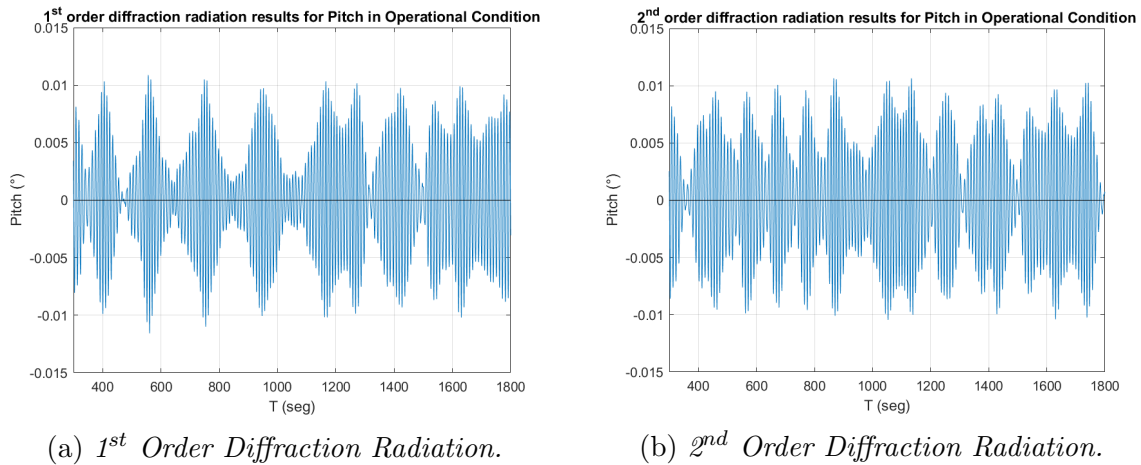 1st order diffraction radiation results for Pitch in Operational Condition
0.015
0.01
0.005
0
-0.005
-0.01
-0.015
Pitch (°)
400 600 800 1000 1200 1400 1600 1800
T (seg)
(a) 1st Order Diffraction Radiation.
2nd order diffraction radiation results for Pitch in Operational Condition
0.015
0.01
0.005
0
-0.005
-0.01
-0.015
Pitch (°)
400 600 800 1000 1200 1400 1600 1800
T (seg)
(b) 2nd Order Diffraction Radiation.